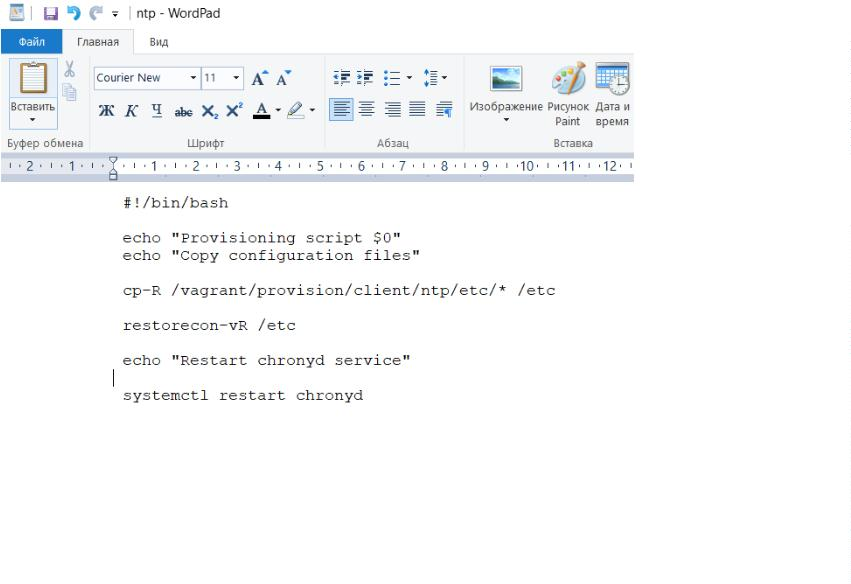 ntp - WordPad
Файл Главная Вид
Вставить
Courier New 11
Ж К Ч abc X₂ X² A
Изображение Рисунок Paint Дата и время
Буфер обмена Шрифт Абзац Вставка
2 1 1 2 3 4 5 6 7 8 9 10 11 12
#!/bin/bash
echo "Provisioning script $0"
echo "Copy configuration files"
cp-R /vagrant/provision/client/ntp/etc/* /etc
restorecon-vR /etc
echo "Restart chronyd service"
systemctl restart chronyd